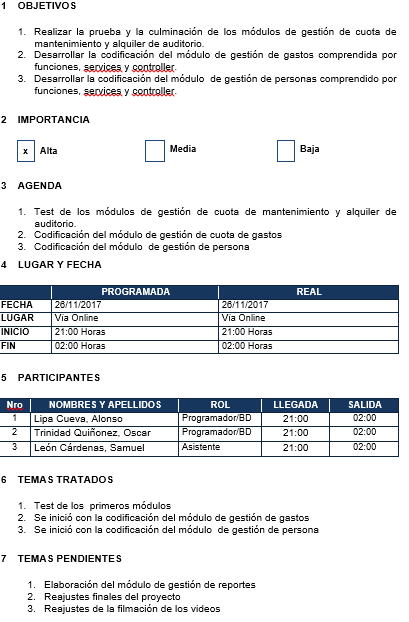 1 OBJETIVOS
1. Realizar la prueba y la culminación de los módulos de gestión de cuota de
mantenimiento y alquiler de auditorio.
2. Desarrollar la codificación del módulo de gestión de gastos comprendida por
funciones, services y controller.
3. Desarrollar la codificación del módulo de gestión de personas comprendido por
funciones, services y controller.
2 IMPORTANCIA
x Alta Media Baja
3 AGENDA
1. Test de los módulos de gestión de cuota de mantenimiento y alquiler de
auditorio.
2. Codificación del módulo de gestión de cuota de gastos
3. Codificación del módulo de gestión de persona
4 LUGAR Y FECHA
PROGRAMADA REAL
FECHA 26/11/2017 26/11/2017
LUGAR Vía Online Vía Online
INICIO 21:00 Horas 21:00 Horas
FIN 02:00 Horas 02:00 Horas
5 PARTICIPANTES
Nro NOMBRES Y APELLIDOS ROL LLEGADA SALIDA
1 Lipa Cueva, Alonso Programador/BD 21:00 02:00
2 Trinidad Quiñonez, Oscar Programador/BD 21:00 02:00
3 León Cárdenas, Samuel Asistente 21:00 02:00
6 TEMAS TRATADOS
1. Test de los primeros módulos
2. Se inició con la codificación del módulo de gestión de gastos
3. Se inició con la codificación del módulo de gestión de persona
7 TEMAS PENDIENTES
1. Elaboración del módulo de gestión de reportes
2. Reajustes finales del proyecto
3. Reajustes de la filmación de los videos